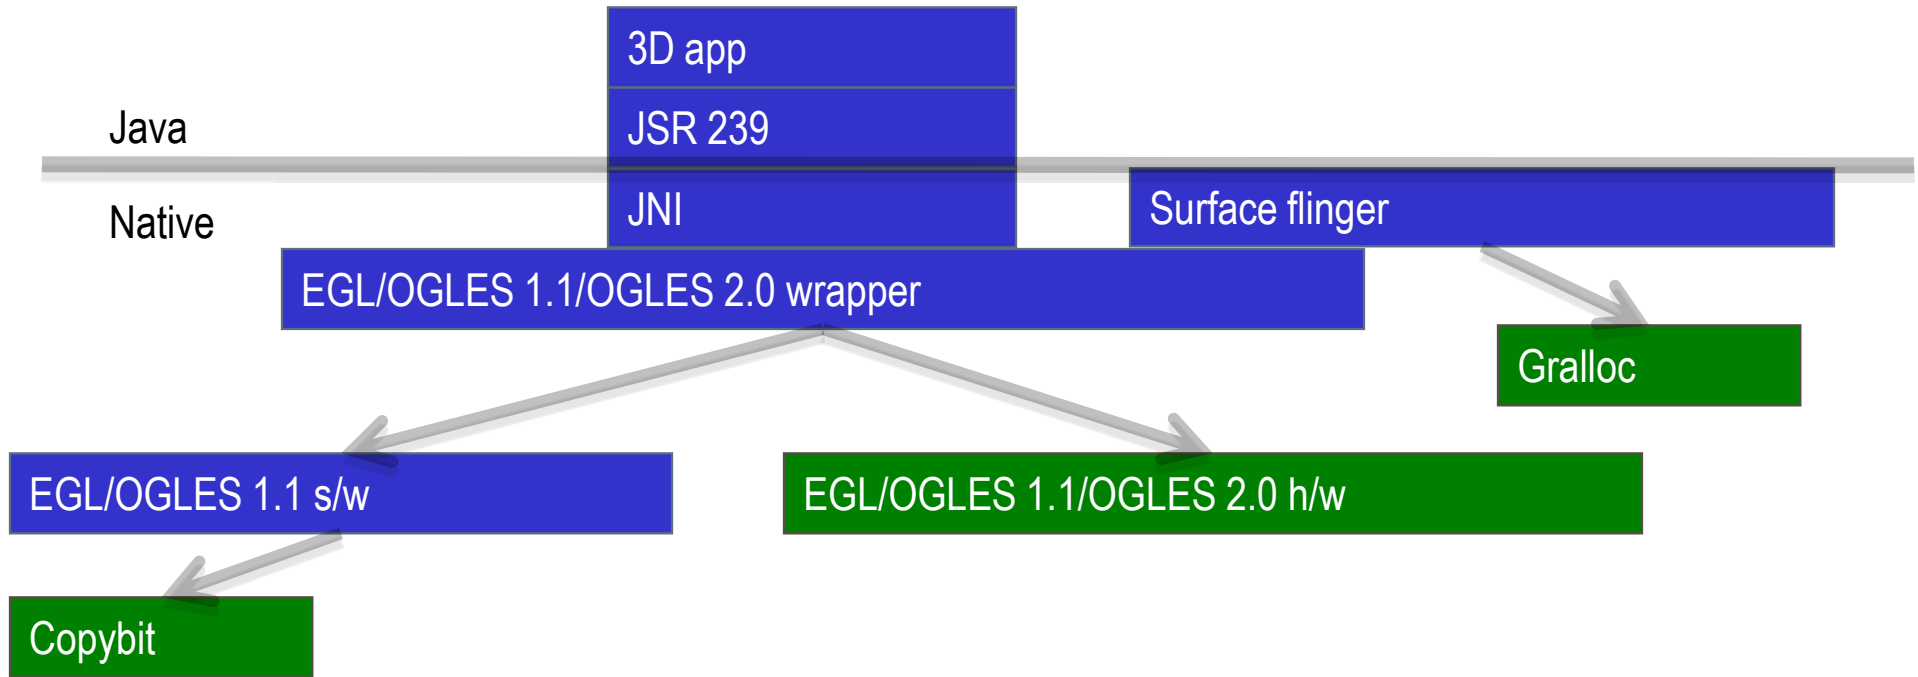 3D app
Java
JSR 239
Native
JNI
Surface flinger
EGL/OGLES 1.1/OGLES 2.0 wrapper
Gralloc
EGL/OGLES 1.1 s/w
EGL/OGLES 1.1/OGLES 2.0 h/w
Copybit